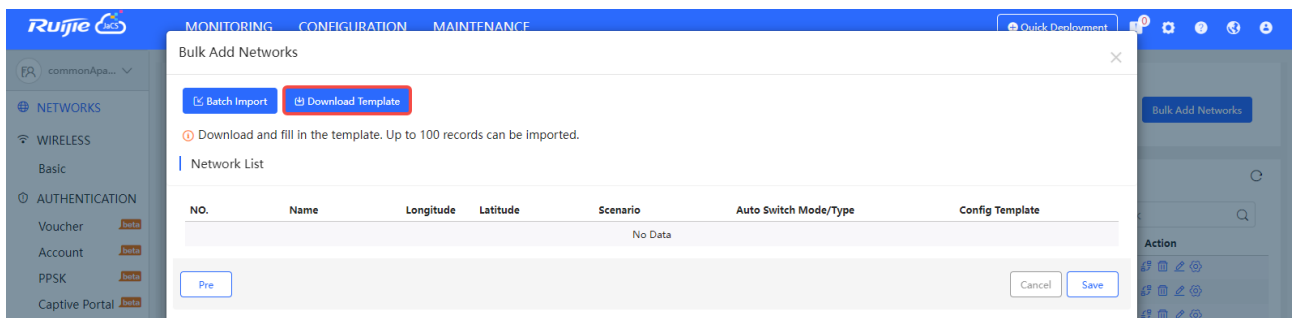 Ruijie JaCS MONITORING CONFIGURATION MAINTENANCE Quick Deployment 0
Bulk Add Networks
FR commonApa...
Batch Import Download Template
NETWORKS
Bulk Add Networks
Download and fill in the template. Up to 100 records can be imported.
WIRELESS
Network List
Basic
AUTHENTICATION
NO. Name Longitude Latitude Scenario Auto Switch Mode/Type Config Template
Voucher beta
No Data
Account beta
Action
PPSK beta
Pre Cancel Save
Captive Portal beta